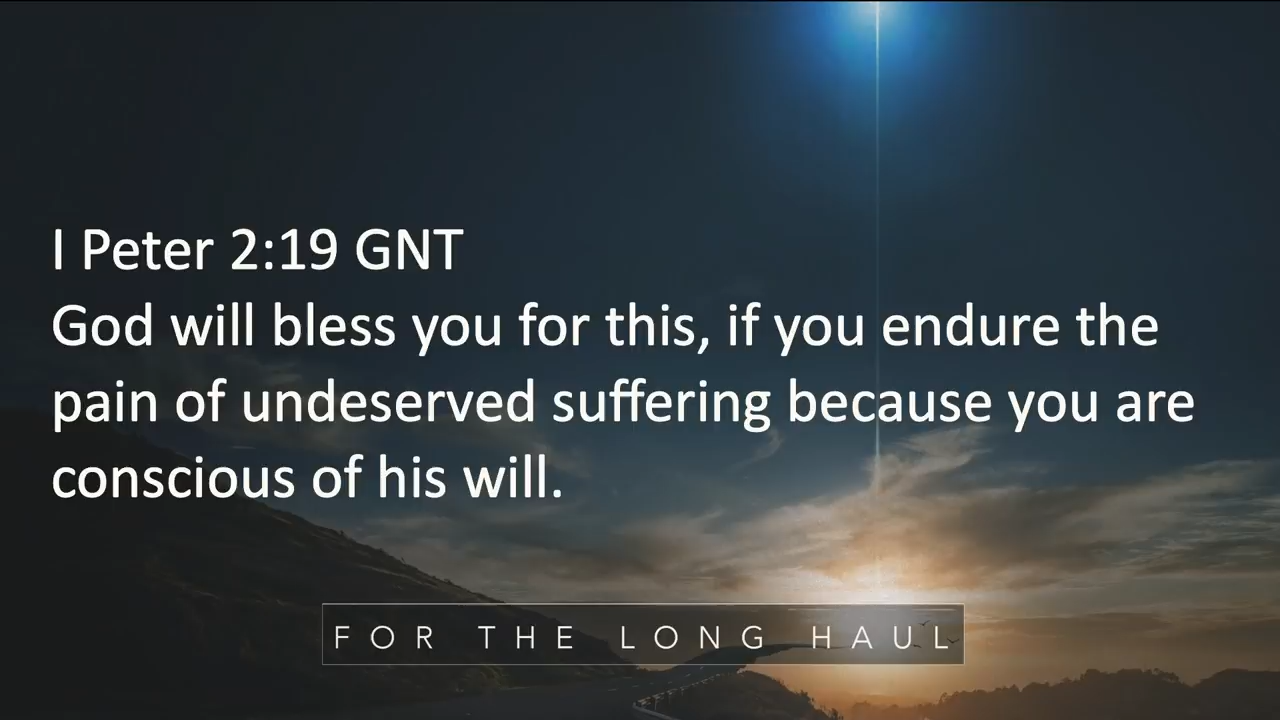 I Peter 2:19 GNT
God will bless you for this, if you endure the
pain of undeserved suffering because you are
conscious of his will.
FOR THE LONG HAUL